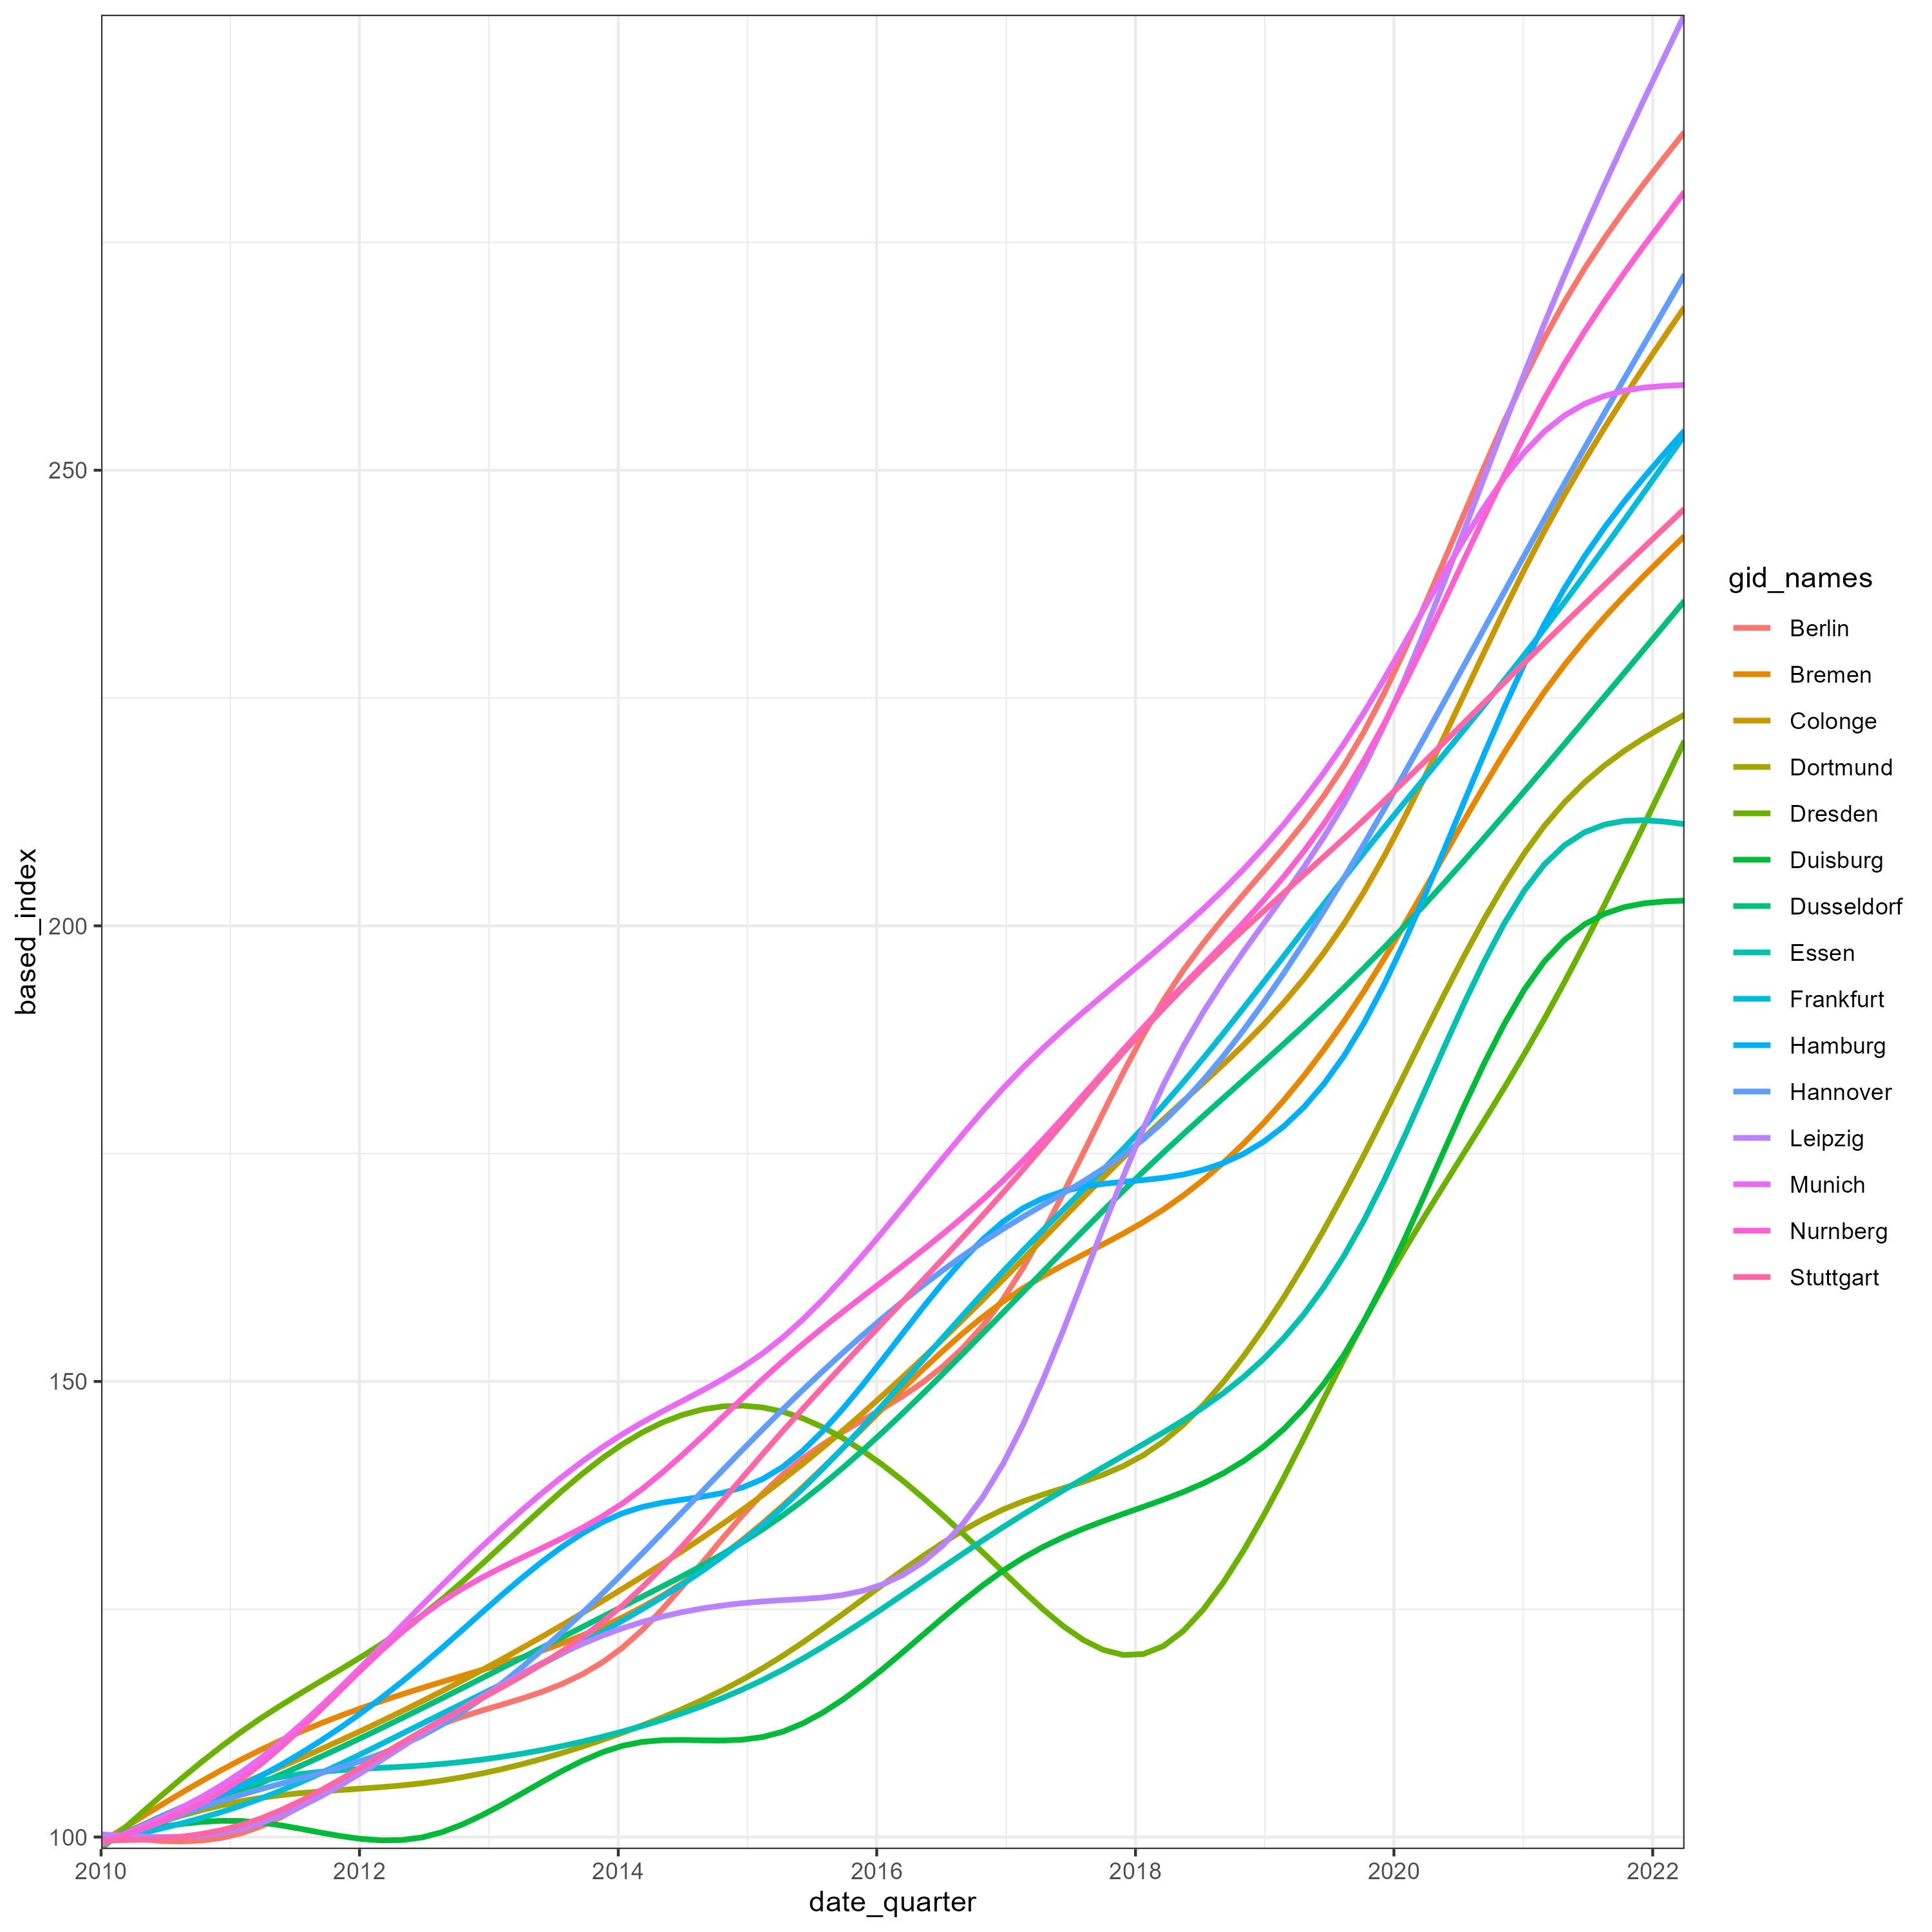 based_index
250
200
150
100
2010 2012 2014 2016 2018 2020 2022
date_quarter
gid_names
Berlin
Bremen
Colonge
Dortmund
Dresden
Duisburg
Dusseldorf
Essen
Frankfurt
Hamburg
Hannover
Leipzig
Munich
Nurnberg
Stuttgart